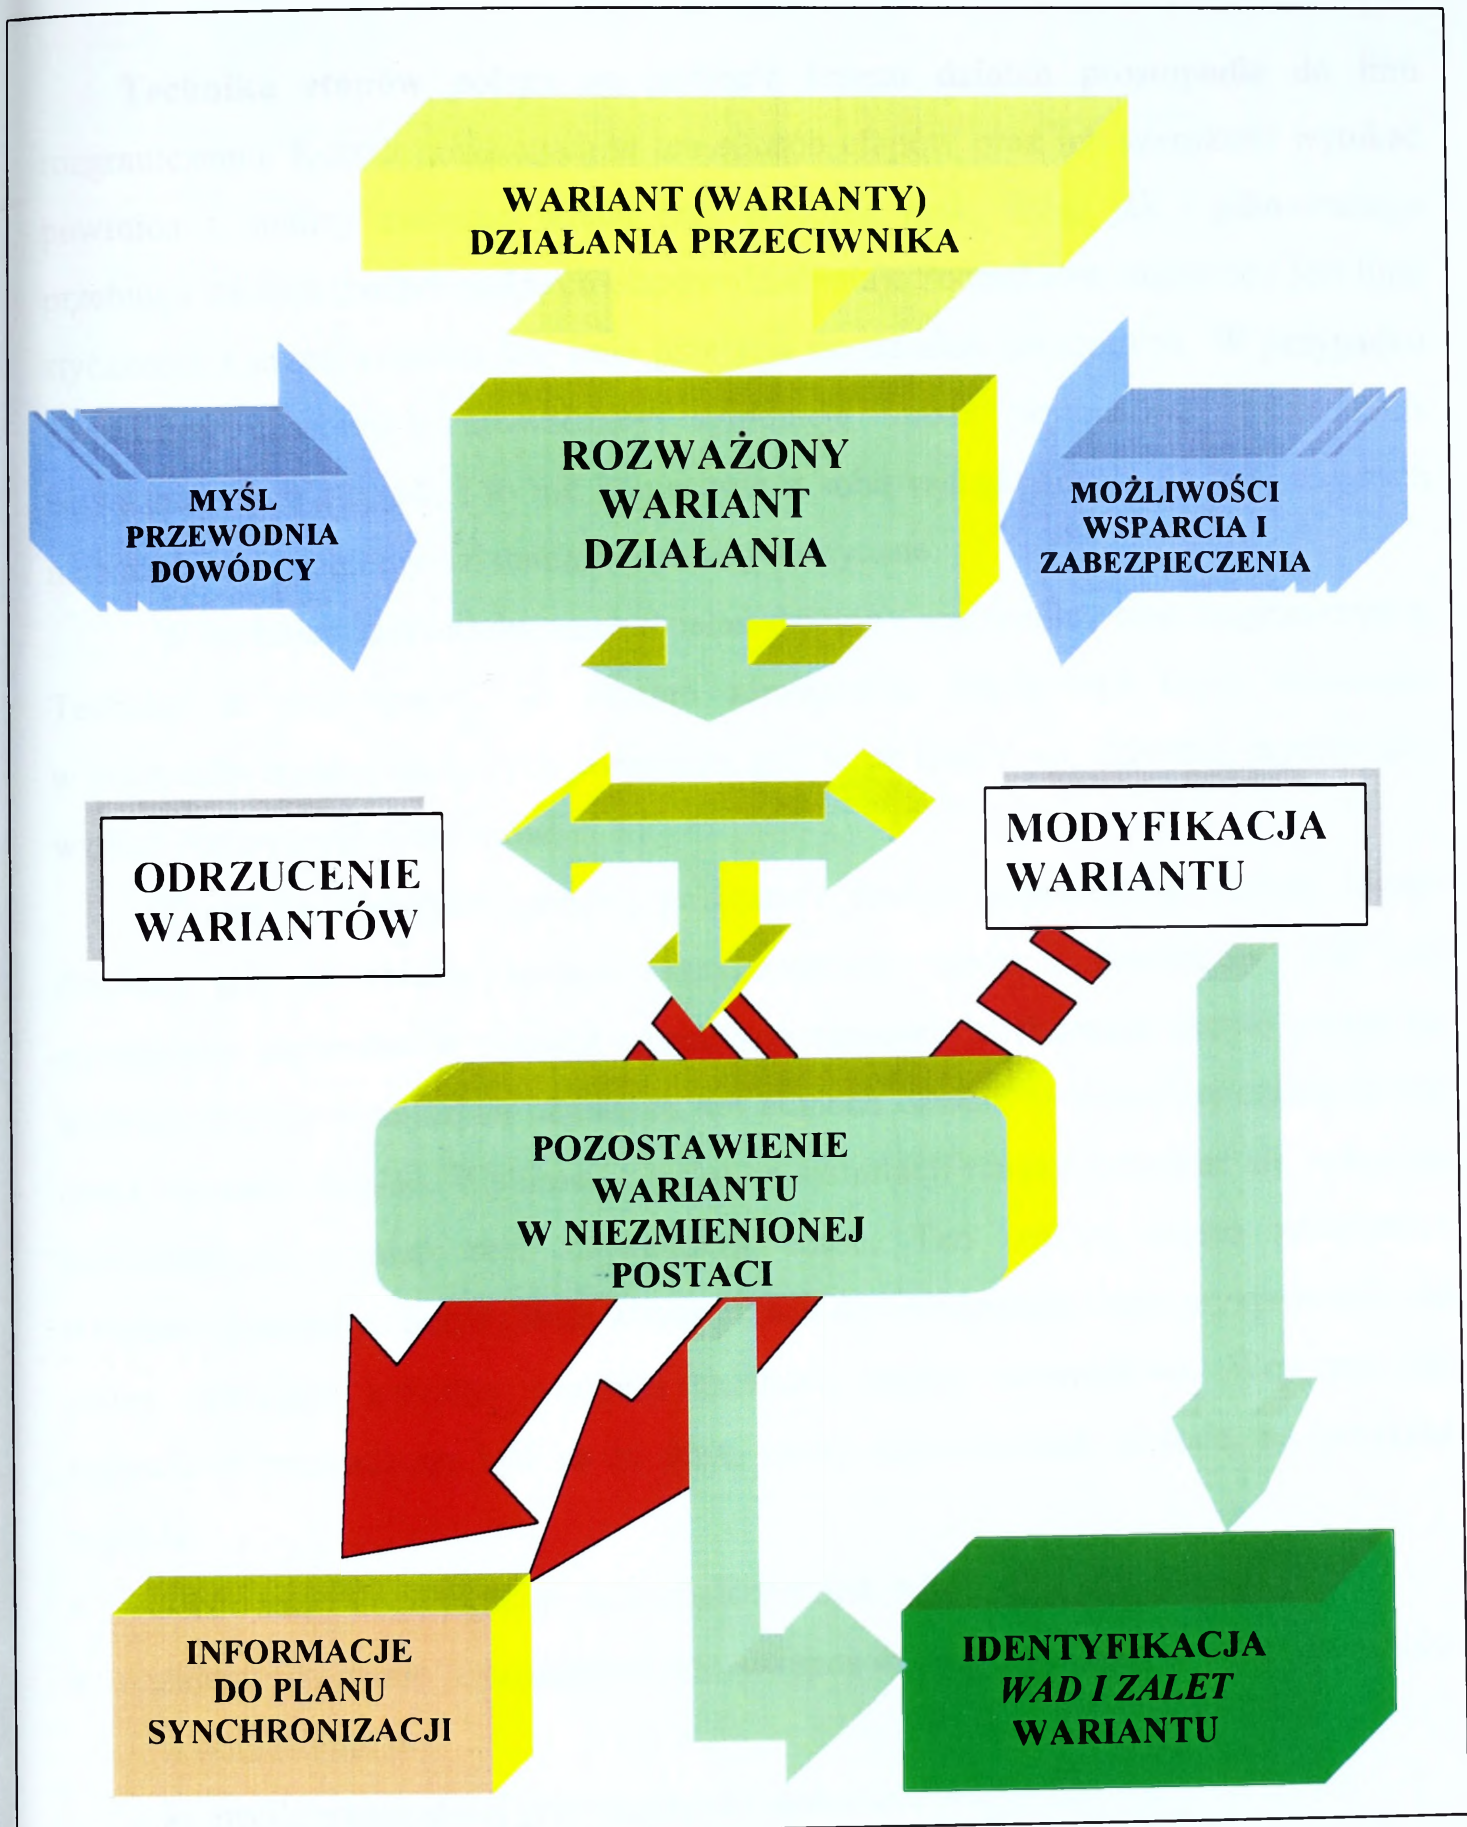 WARIANT (WARIANTY)
DZIAŁANIA PRZECIWNIKA
MYŚL
PRZEWODNIA
DOWÓDCY
ROZWAŻONY
WARIANT
DZIAŁANIA
MOŻLIWOŚCI
WSPARCIA I
ZABEZPIECZENIA
ODRZUCENIE
WARIANTÓW
MODYFIKACJA
WARIANTU
POZOSTAWIENIE
WARIANTU
W NIEZMIENIONEJ
POSTACI
INFORMACJE
DO PLANU
SYNCHRONIZACJI
IDENTYFIKACJA
WAD I ZALET
WARIANTU